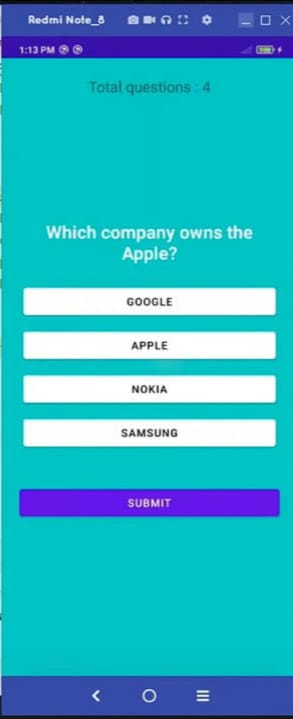 Redmi Note_8
1:13 PM
Total questions : 4
Which company owns the
Apple?
GOOGLE
APPLE
NOKIA
SAMSUNG
SUBMIT